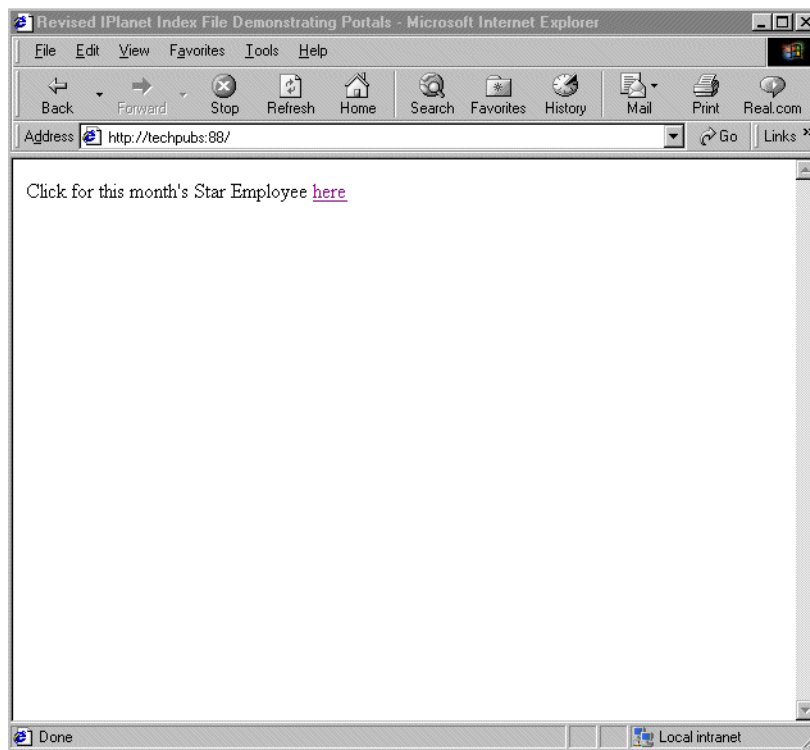 Revised IPlanet Index File Demonstrating Portals - Microsoft Internet Explorer
File Edit View Favorites Tools Help
Back Forward Stop Refresh Home Search Favorites History Mail Print Real.com
Address http://techpubs:88/ Go Links »
Click for this month's Star Employee here
Done Local intranet